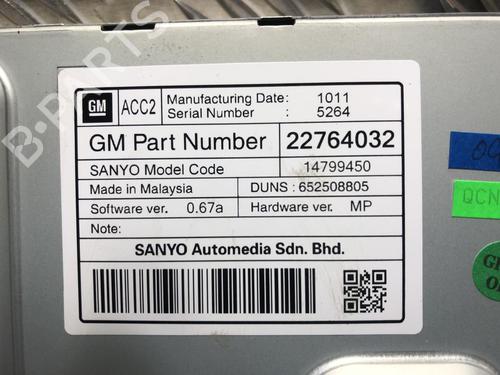 GM ACC2 Manufacturing Date: 1011
Serial Number : 5264
GM Part Number 22764032
SANYO Model Code 14799450
Made in Malaysia DUNS : 652508805
Software ver. 0.67a Hardware ver. MP
Note:
SANYO Automedia Sdn. Bhd.
QCN
B-PARTS